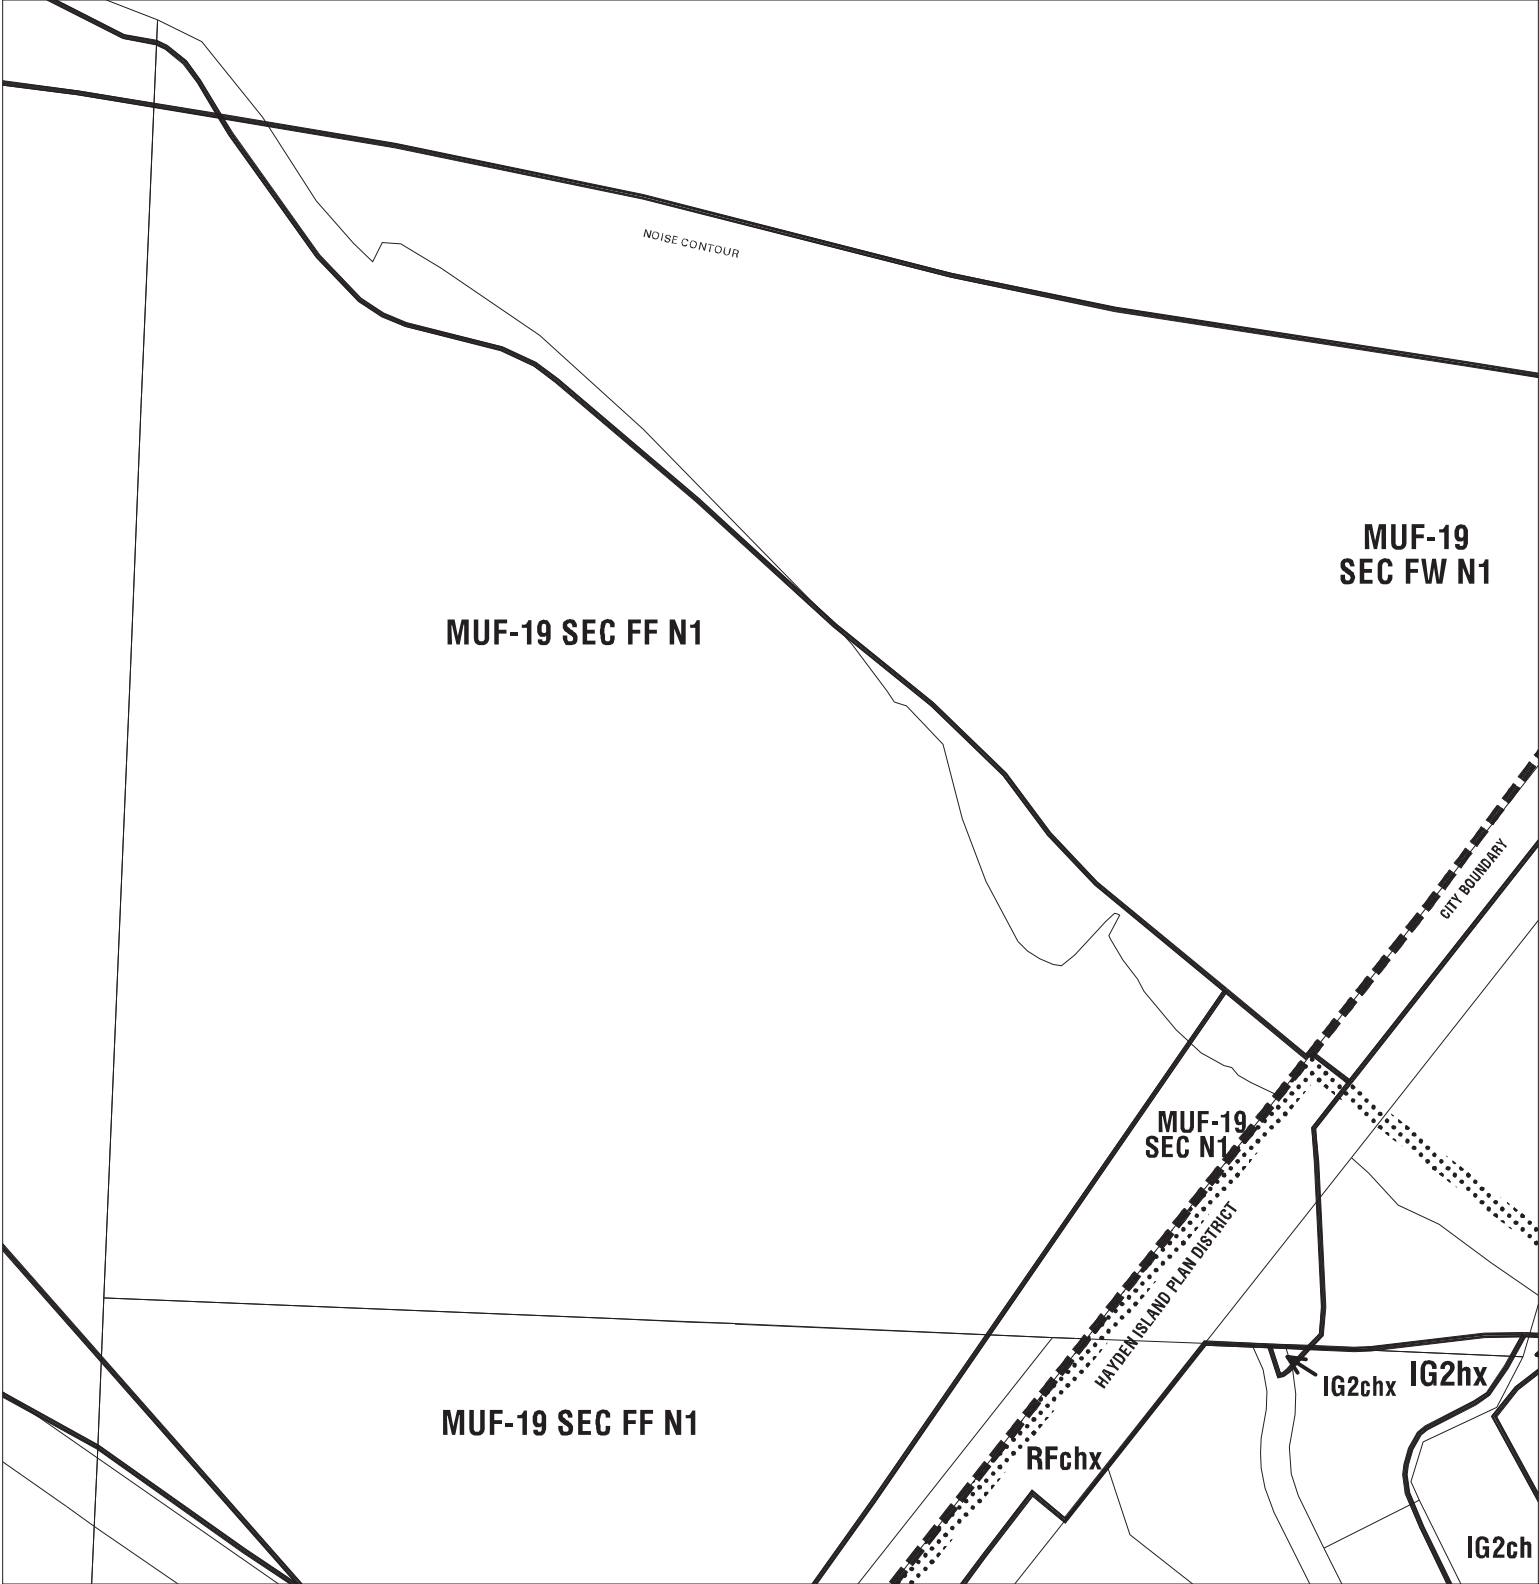 NOISE CONTOUR
MUF-19
SEC FW N1
MUF-19 SEC FF N1
CITY BOUNDARY
MUF-19
SEC N1
HAYDEN ISLAND PLAN DISTRICT
IG2chx
IG2hx
MUF-19 SEC FF N1
RFchx
IG2ch